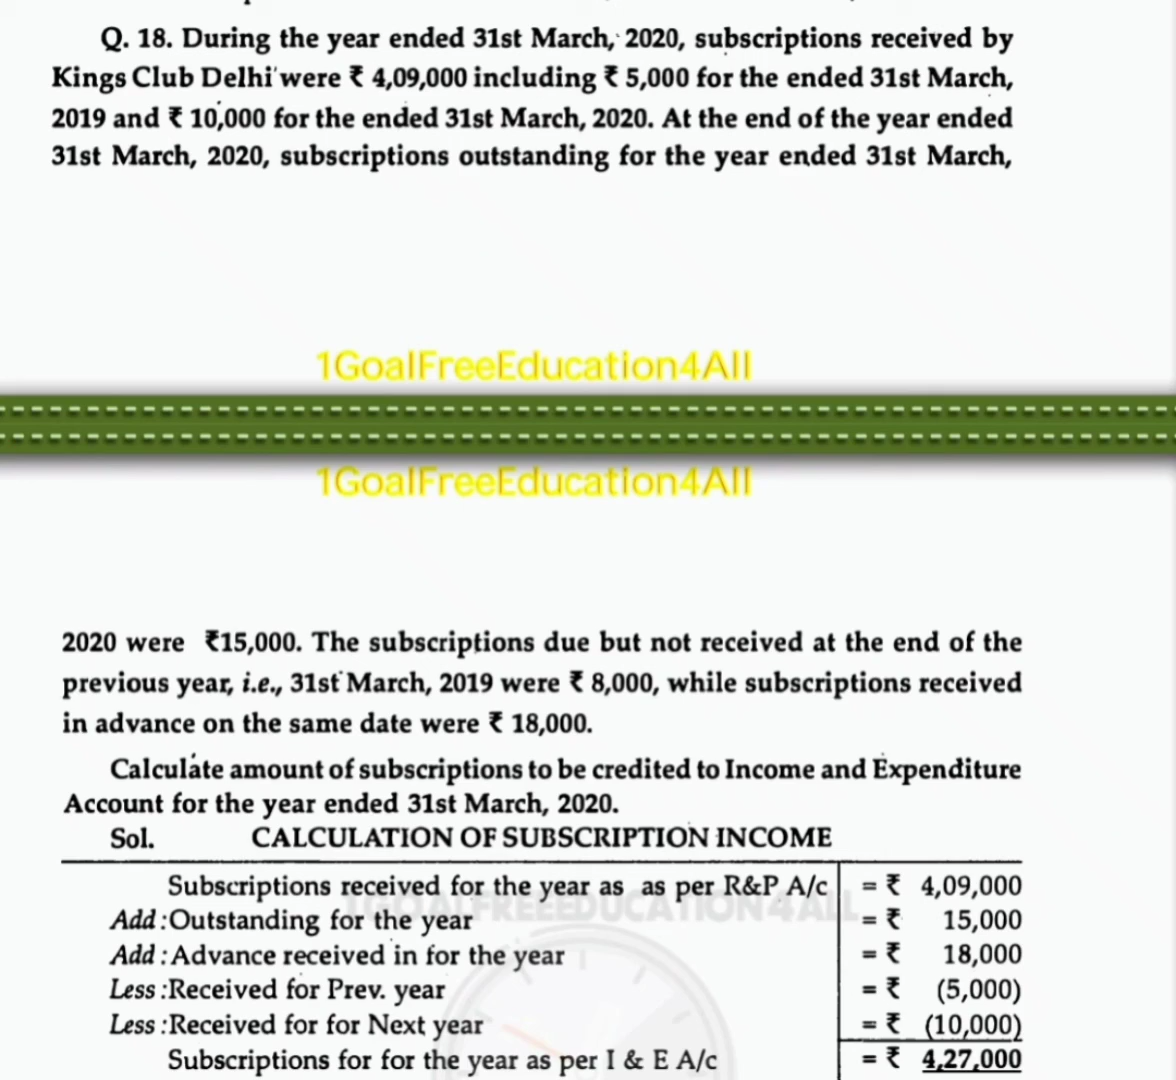 Q. 18. During the year ended 31st March, 2020, subscriptions received by
Kings Club Delhi were ₹ 4,09,000 including ₹ 5,000 for the ended 31st March,
2019 and ₹ 10,000 for the ended 31st March, 2020. At the end of the year ended
31st March, 2020, subscriptions outstanding for the year ended 31st March,
1GoalFreeEducation4All
1GoalFreeEducation4All
2020 were ₹15,000. The subscriptions due but not received at the end of the
previous year, i.e., 31st March, 2019 were ₹ 8,000, while subscriptions received
in advance on the same date were ₹ 18,000.
Calculate amount of subscriptions to be credited to Income and Expenditure
Account for the year ended 31st March, 2020.
Sol. CALCULATION OF SUBSCRIPTION INCOME
Subscriptions received for the year as as per R&P A/c = ₹ 4,09,000
1GOALFREEEDUCATION4ALL
Add :Outstanding for the year = ₹ 15,000
Add : Advance received in for the year = ₹ 18,000
Less :Received for Prev. year = ₹ (5,000)
Less :Received for for Next year = ₹ (10,000)
Subscriptions for for the year as per I & E A/c = ₹ 4,27,000